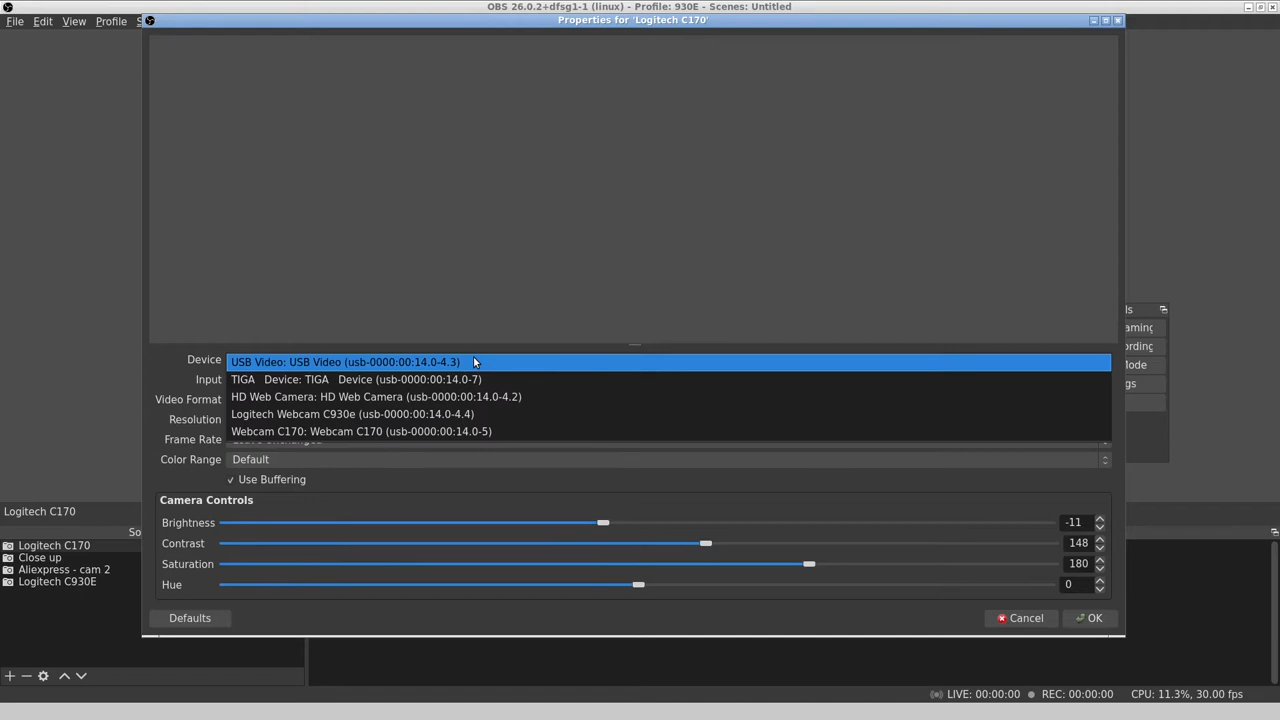 OBS 26.0.2+dfsg1-1 (linux) - Profile: 930E - Scenes: Untitled
File Edit View Profile
Properties for 'Logitech C170'
Device
USB Video: USB Video (usb-0000:00:14.0-4.3)
Input
TIGA   Device: TIGA   Device (usb-0000:00:14.0-7)
Video Format
HD Web Camera: HD Web Camera (usb-0000:00:14.0-4.2)
Resolution
Logitech Webcam C930e (usb-0000:00:14.0-4.4)
Webcam C170: Webcam C170 (usb-0000:00:14.0-5)
Frame Rate
Color Range Default
✓ Use Buffering
Camera Controls
Brightness -11
Contrast 148
Saturation 180
Hue 0
Defaults Cancel OK
ls
aming
ording
Mode
gs
Logitech C170
So
Logitech C170
Close up
Aliexpress - cam 2
Logitech C930E
LIVE: 00:00:00 REC: 00:00:00 CPU: 11.3%, 30.00 fps